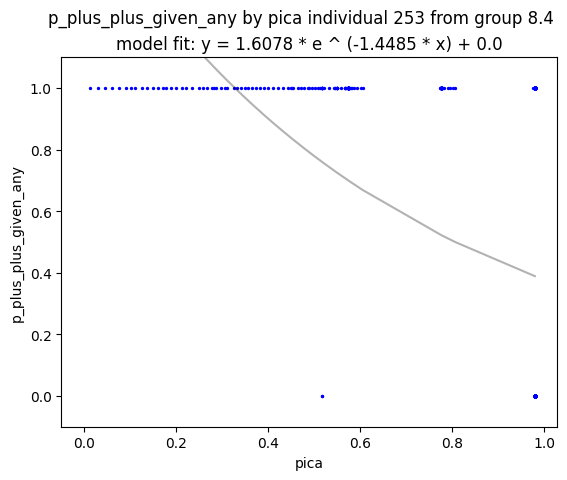 p_plus_plus_given_any by pica individual 253 from group 8.4
model fit: y = 1.6078 * e ^ (-1.4485 * x) + 0.0
1.0
0.8
0.6
0.4
0.2
0.0
p_plus_plus_given_any
0.0 0.2 0.4 0.6 0.8 1.0
pica